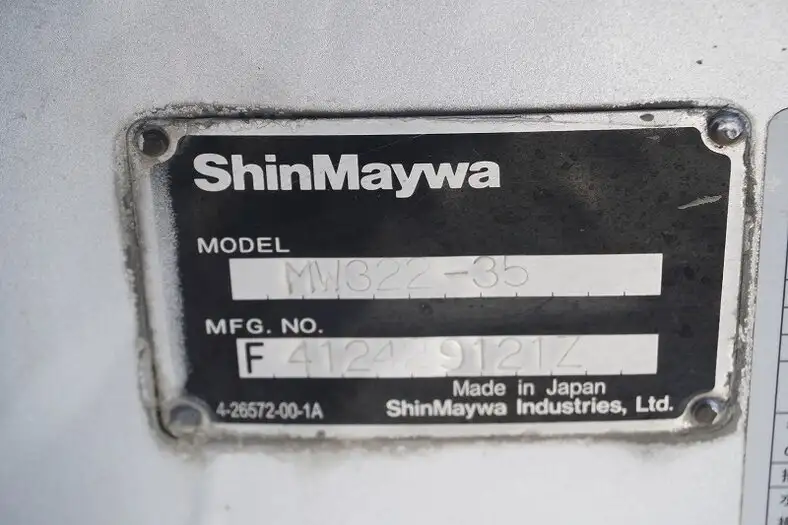 ShinMaywa
MODEL
MW322-35
MFG. NO.
F
Made in Japan
4-26572-00-1A
ShinMaywa Industries, Ltd.